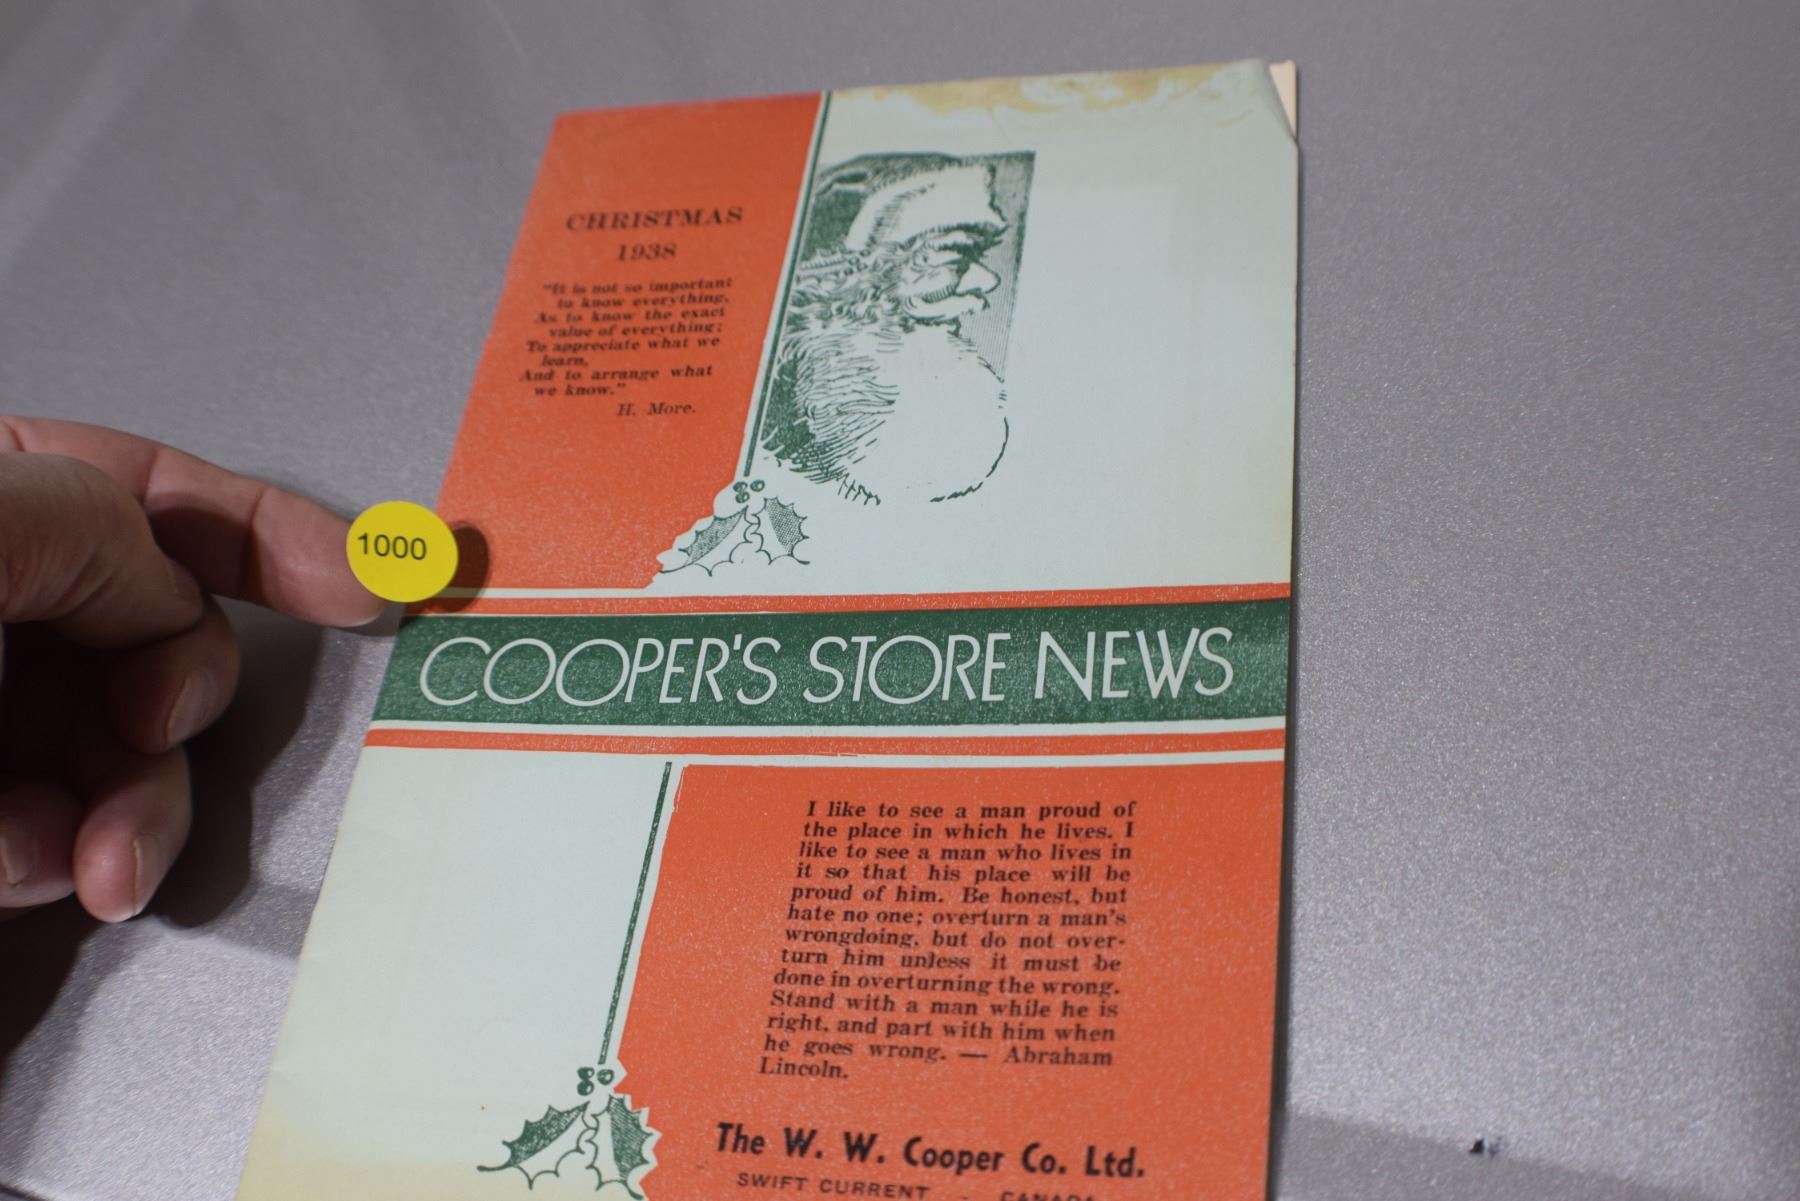 CHRISTMAS
1938
"It is not so important
to know everything,
As to know the exact
value of everything;
To appreciate what we
learn,
And to arrange what
we know."
H. More.
1000
COOPER'S STORE NEWS
I like to see a man proud of
the place in which he lives. I
like to see a man who lives in
it so that his place will be
proud of him. Be honest, but
hate no one; overturn a man's
wrongdoing, but do not over-
turn him unless it must be
done in overturning the wrong.
Stand with a man while he is
right, and part with him when
he goes wrong. — Abraham
Lincoln.
The W. W. Cooper Co. Ltd.
SWIFT CURRENT - CANADA